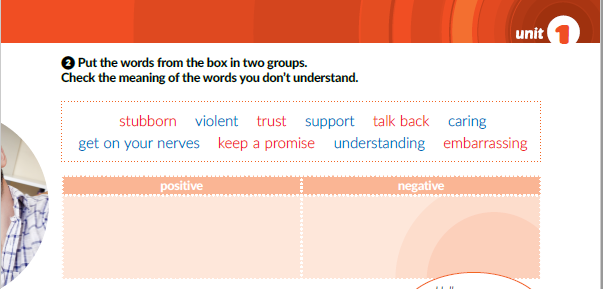 unit 1
2 Put the words from the box in two groups.
Check the meaning of the words you don't understand.
stubborn violent trust support talk back caring
get on your nerves keep a promise understanding embarrassing
positive negative